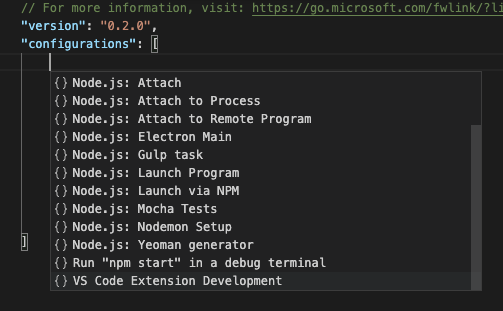 // For more information, visit: https://go.microsoft.com/fwlink/?li
"version": "0.2.0",
"configurations": [
{} Node.js: Attach
{} Node.js: Attach to Process
{} Node.js: Attach to Remote Program
{} Node.js: Electron Main
{} Node.js: Gulp task
{} Node.js: Launch Program
{} Node.js: Launch via NPM
{} Node.js: Mocha Tests
{} Node.js: Nodemon Setup
{} Node.js: Yeoman generator
{} Run "npm start" in a debug terminal
{} VS Code Extension Development
]